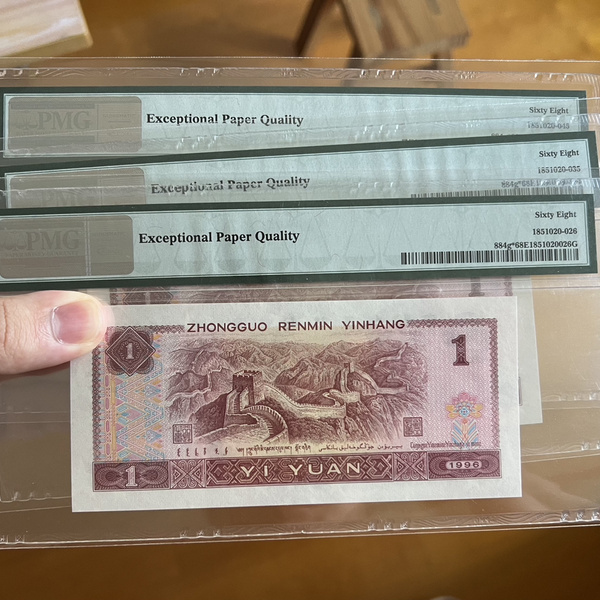 PMG
Exceptional Paper Quality
Sixty Eight
1851020-045
Exceptional Paper Quality
Sixty Eight
1851020-035
PMG
Exceptional Paper Quality
Sixty Eight
1851020-026
884g*68E1851020026G
1
ZHONGGUO RENMIN YINHANG
1
1
YI YUAN
1996